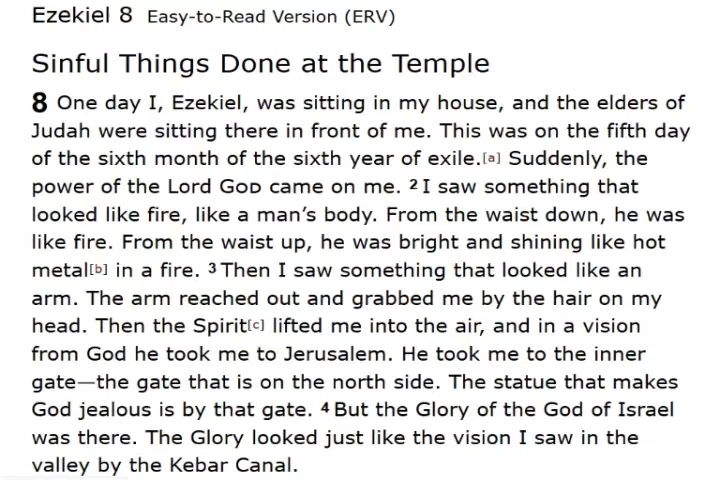 Ezekiel 8 Easy-to-Read Version (ERV)
Sinful Things Done at the Temple
8 One day I, Ezekiel, was sitting in my house, and the elders of
Judah were sitting there in front of me. This was on the fifth day
of the sixth month of the sixth year of exile.[a] Suddenly, the
power of the Lord GOD came on me. 2 I saw something that
looked like fire, like a man’s body. From the waist down, he was
like fire. From the waist up, he was bright and shining like hot
metal[b] in a fire. 3 Then I saw something that looked like an
arm. The arm reached out and grabbed me by the hair on my
head. Then the Spirit[c] lifted me into the air, and in a vision
from God he took me to Jerusalem. He took me to the inner
gate—the gate that is on the north side. The statue that makes
God jealous is by that gate. 4 But the Glory of the God of Israel
was there. The Glory looked just like the vision I saw in the
valley by the Kebar Canal.